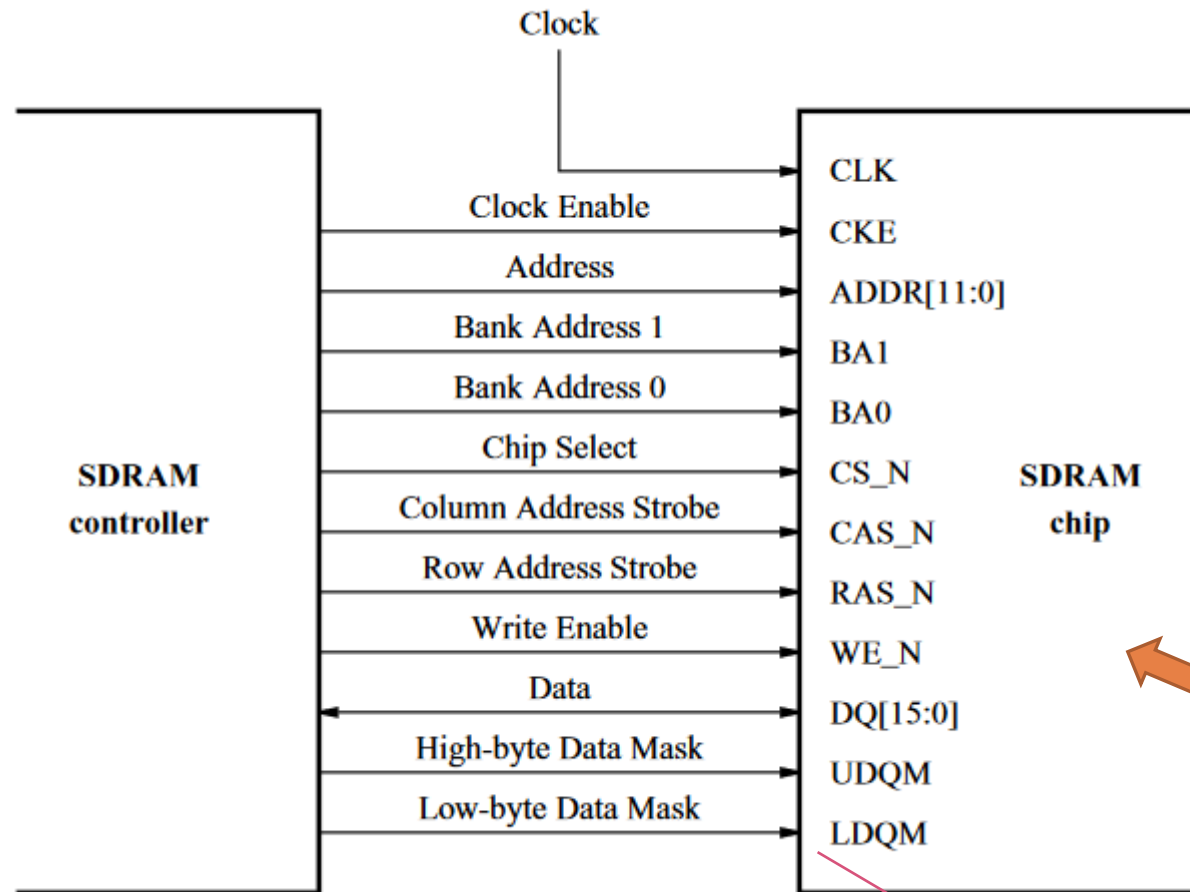 Clock
CLK
Clock Enable
CKE
Address
ADDR[11:0]
Bank Address 1
BA1
Bank Address 0
BA0
Chip Select
CS_N
SDRAM
controller
SDRAM
chip
Column Address Strobe
CAS_N
Row Address Strobe
RAS_N
Write Enable
WE_N
Data
DQ[15:0]
High-byte Data Mask
UDQM
Low-byte Data Mask
LDQM